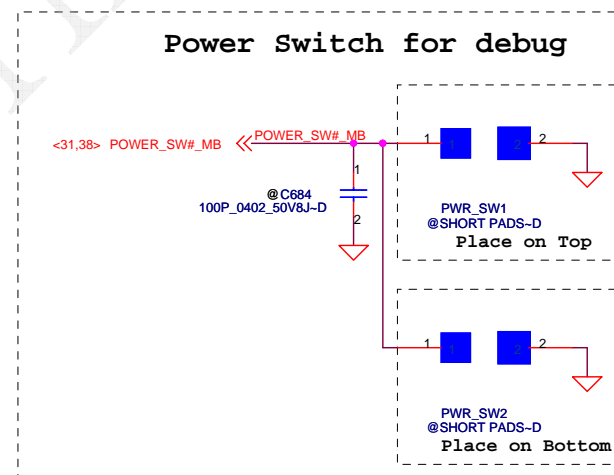 Power Switch for debug
<31,38> POWER_SW#_MB
POWER_SW#_MB
1
1
2
2
1
@C684
100P_0402_50V8J~D
2
PWR_SW1
@SHORT PADS~D
Place on Top
1
1
2
2
PWR_SW2
@SHORT PADS~D
Place on Bottom